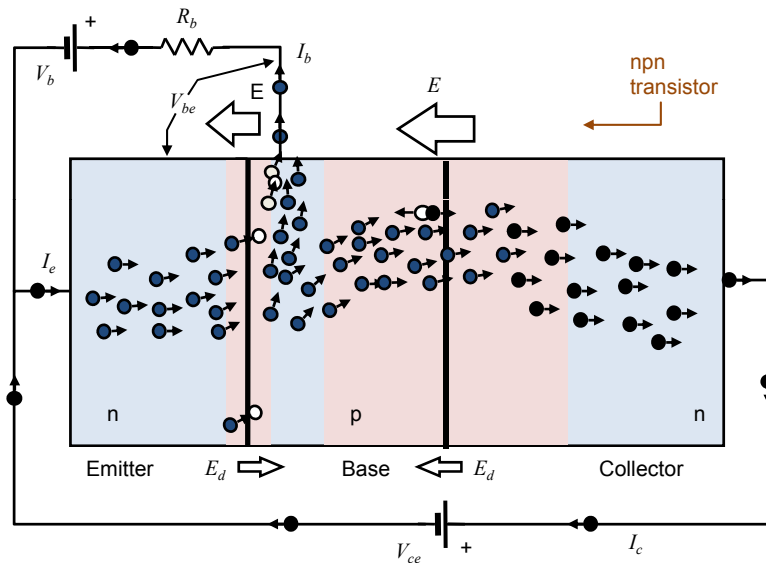 +
R_b
I_b
V_b
V_be
E
E
npn
transistor
I_e
n
p
n
Emitter
E_d
Base
E_d
Collector
V_ce
+
I_c